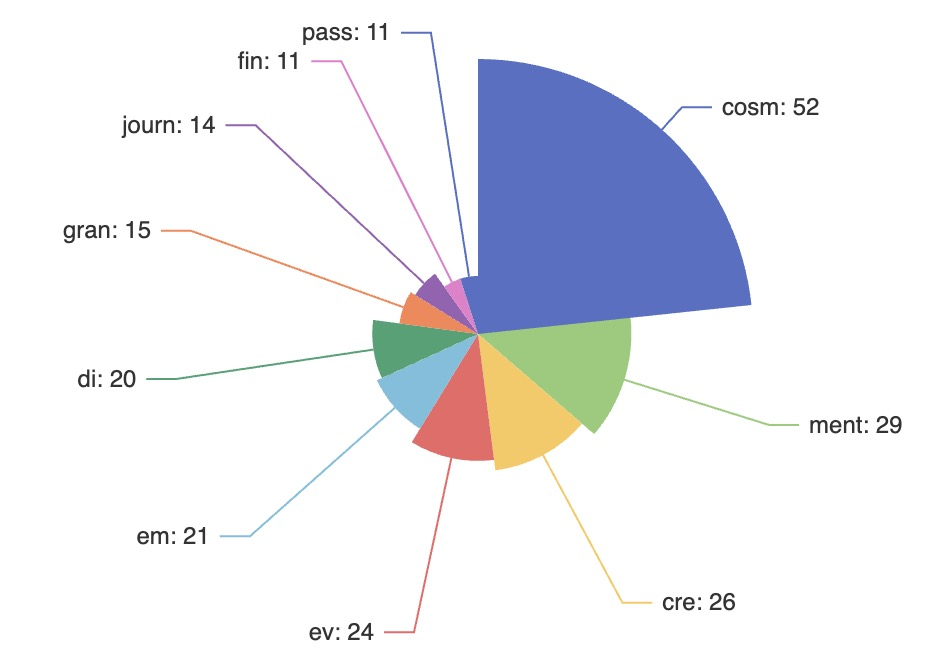 pass: 11
fin: 11
cosm: 52
journ: 14
gran: 15
di: 20
ment: 29
em: 21
cre: 26
ev: 24